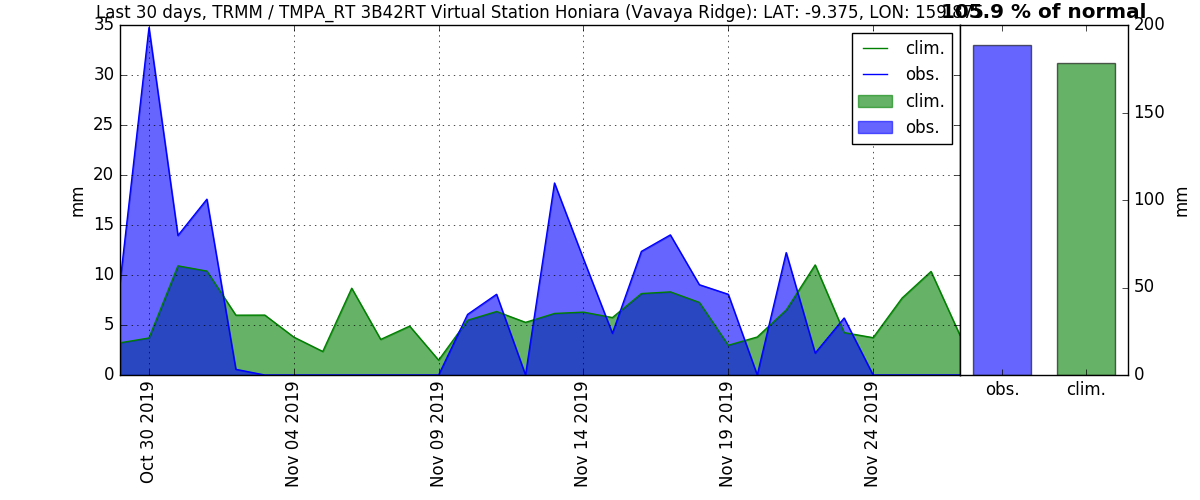 Last 30 days, TRMM / TMPA_RT 3B42RT Virtual Station Honiara (Vavaya Ridge): LAT: -9.375, LON:
105.9 % of normal
35
30
25
20
15
10
5
0
mm
clim.
obs.
clim.
obs.
Oct 30 2019
Nov 04 2019
Nov 09 2019
Nov 14 2019
Nov 19 2019
Nov 24 2019
200
150
100
50
0
mm
obs.
clim.